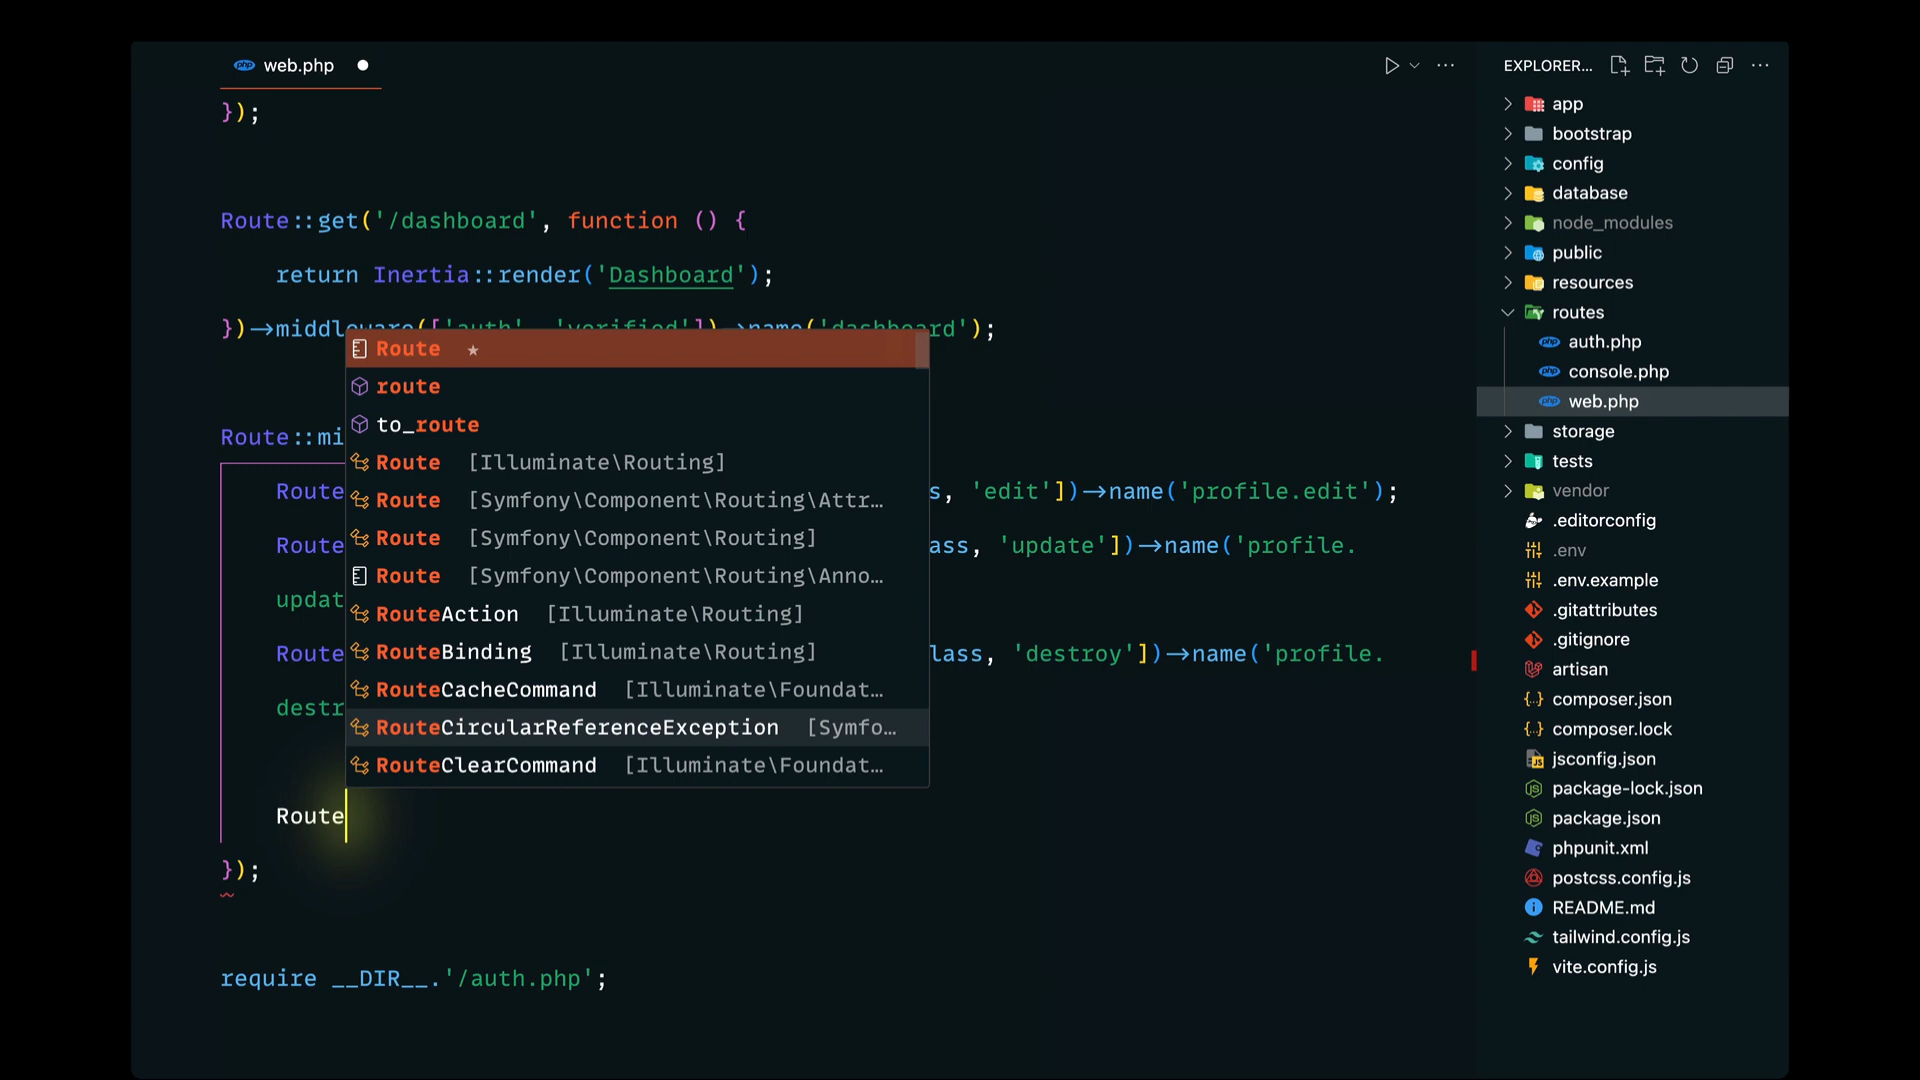 web.php
});
Route::get('/dashboard', function () {
return Inertia::render('Dashboard');
})->middleware(['auth', 'verified'])->name('dashboard');
Route::mi
Route s, 'edit'])->name('profile.edit');
Route ass, 'update'])->name('profile.
updat
Route lass, 'destroy'])->name('profile.
destr
Route
});
require __DIR__.'/auth.php';
Route ★
route
to_route
Route [Illuminate\Routing]
Route [Symfony\Component\Routing\Attr…
Route [Symfony\Component\Routing]
Route [Symfony\Component\Routing\Anno…
RouteAction [Illuminate\Routing]
RouteBinding [Illuminate\Routing]
RouteCacheCommand [Illuminate\Foundat…
RouteCircularReferenceException [Symfo…
RouteClearCommand [Illuminate\Foundat…
EXPLORER...
app
bootstrap
config
database
node_modules
public
resources
routes
auth.php
console.php
web.php
storage
tests
vendor
.editorconfig
.env
.env.example
.gitattributes
.gitignore
artisan
composer.json
composer.lock
jsconfig.json
package-lock.json
package.json
phpunit.xml
postcss.config.js
README.md
tailwind.config.js
vite.config.js